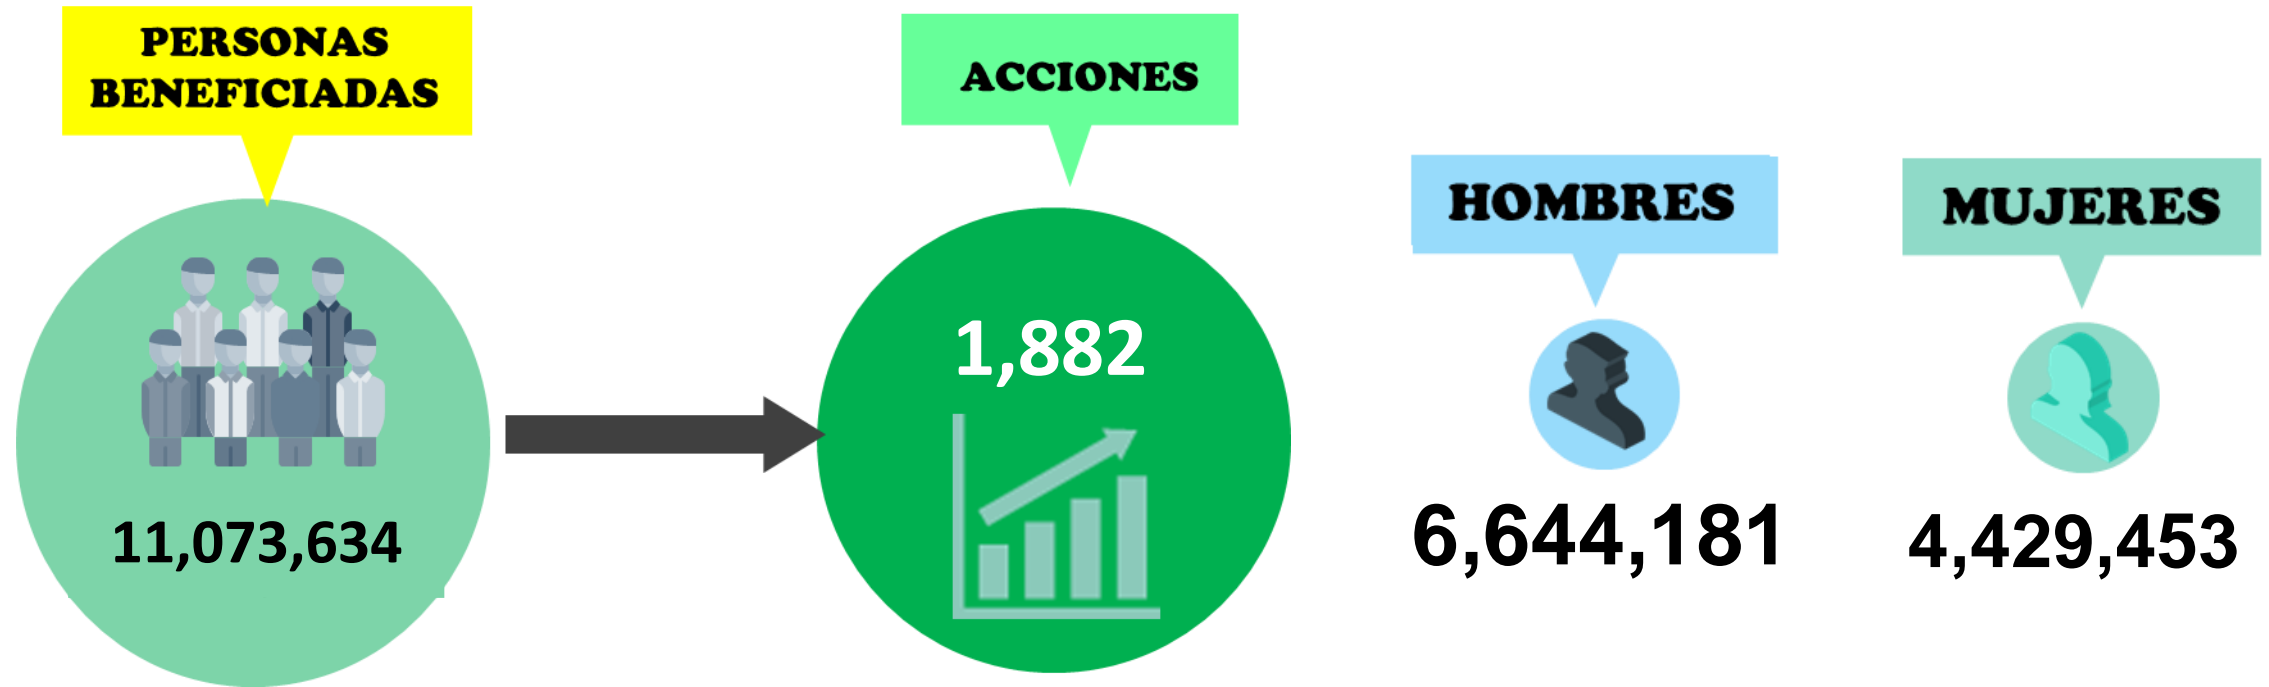 PERSONAS
BENEFICIADAS
11,073,634
ACCIONES
1,882
HOMBRES
6,644,181
MUJERES
4,429,453